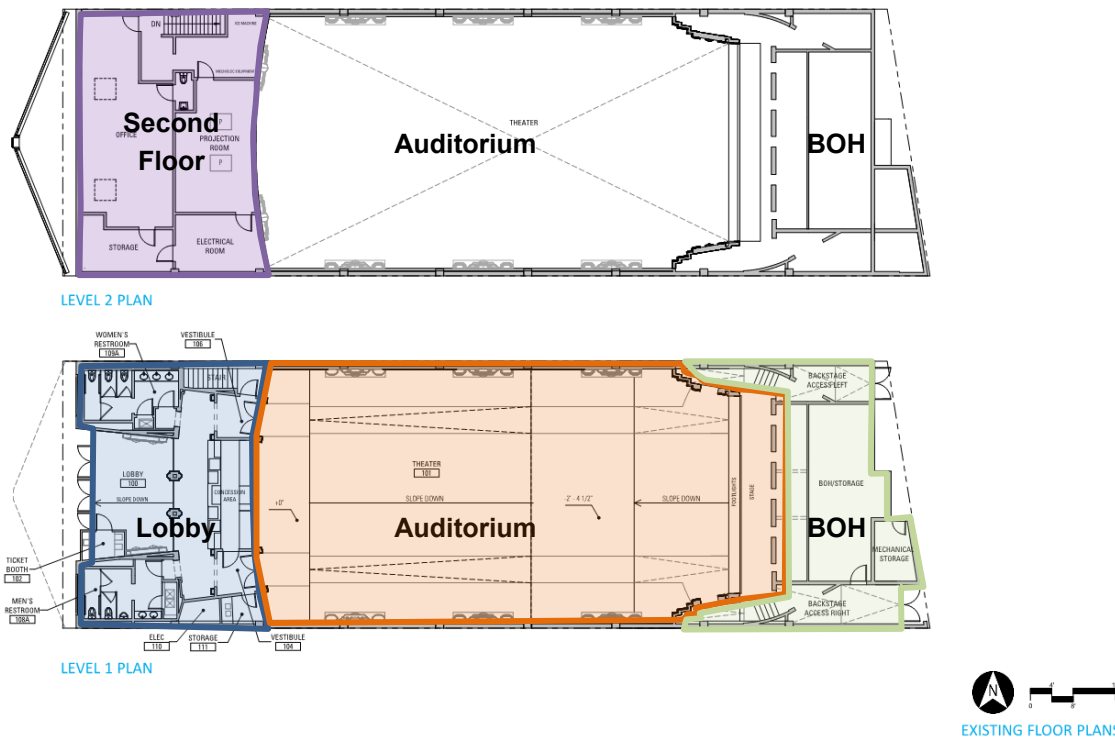 DN
ICE MACHINE
MECHANICAL EQUIPMENT
Second
Floor
OFFICE
PROJECTION
ROOM
P
P
STORAGE
ELECTRICAL
ROOM
THEATER
Auditorium
BOH
LEVEL 2 PLAN
WOMEN'S
RESTROOM
109A
VESTIBULE
106
STAIR
LOBBY
100
SLOPE DOWN
CONCESSION
AREA
Lobby
TICKET
BOOTH
102
MEN'S
RESTROOM
108A
ELEC
110
STORAGE
111
VESTIBULE
104
THEATER
101
+0"
SLOPE DOWN
-2' - 4 1/2"
SLOPE DOWN
Auditorium
FOOTLIGHTS
STAGE
BACKSTAGE
ACCESS LEFT
BOH/STORAGE
BOH
MECHANICAL
STORAGE
BACKSTAGE
ACCESS RIGHT
LEVEL 1 PLAN
N
0
4'
8'
EXISTING FLOOR PLANS